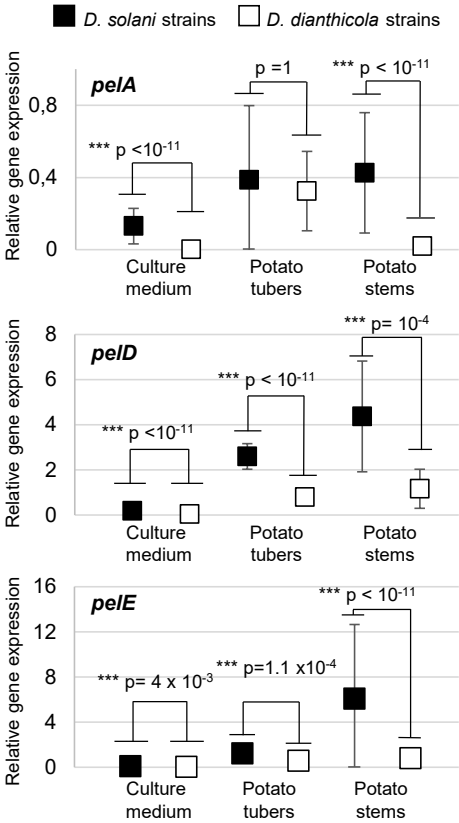 D. solani strains D. dianthicola strains
pelA
Relative gene expression
0,8
0,4
0
*** p <10-11
p =1
*** p < 10-11
Culture medium
Potato tubers
Potato stems
pelD
Relative gene expression
8
6
4
2
0
*** p <10-11
*** p < 10-11
*** p= 10-4
Culture medium
Potato tubers
Potato stems
pelE
Relative gene expression
16
12
8
4
0
*** p= 4 x 10-3
*** p=1.1 x10-4
*** p < 10-11
Culture medium
Potato tubers
Potato stems